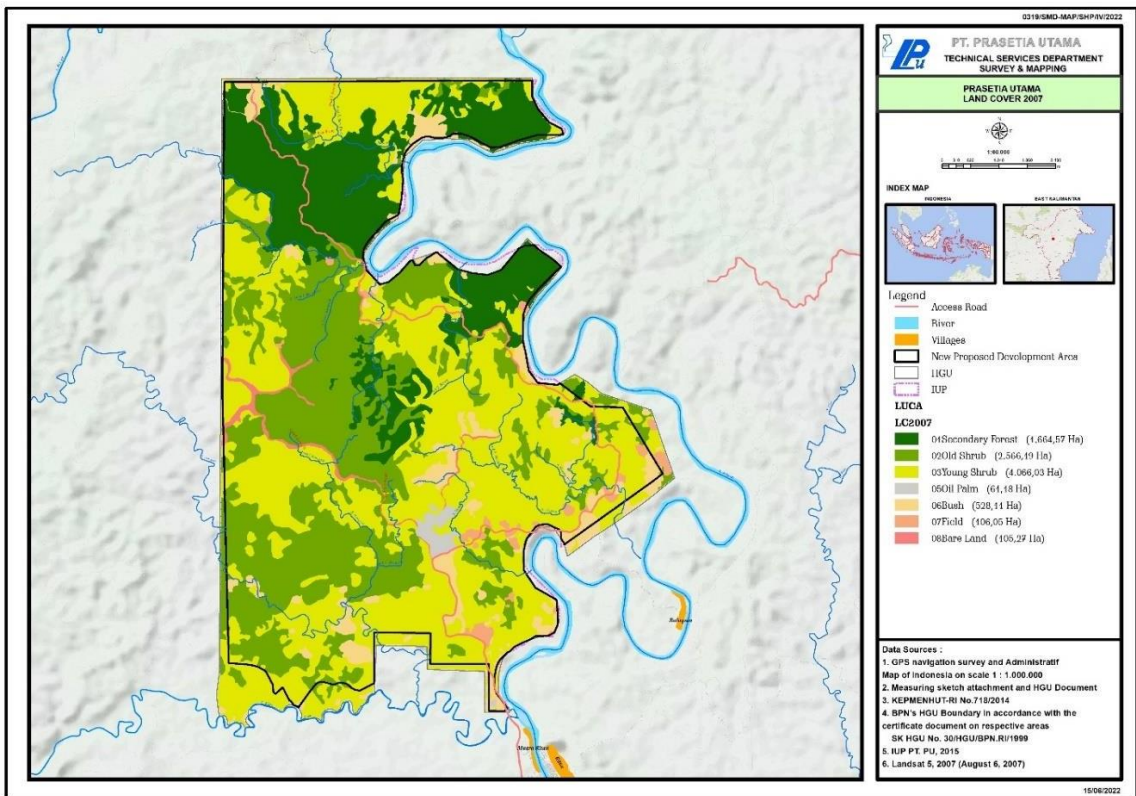 0319/SMD-MAP/SHP/IV/2022
PT. PRASETIA UTAMA
TECHNICAL SERVICES DEPARTMENT
SURVEY & MAPPING
PRASETIA UTAMA
LAND COVER 2007
INDEX MAP
INDONESIA
EAST KALIMANTAN
Legend
Access Road
River
Villages
New Proposed Development Area
HGU
IUP
LUCA
LC2007
01Secondary Forest (1,664,57 Ha)
02Old Shrub (2,566,19 Ha)
03Young Shrub (4,066,03 Ha)
05Oil Palm (61,18 Ha)
06Bush (528,11 Ha)
07Field (106,05 Ha)
08Bare Land (105,27 Ha)
Data Sources :
1. GPS navigation survey and Administratif
Map of Indonesia on scale 1 : 1.000.000
2. Measuring sketch attachment and HGU Document
3. KEPMENHUT-RI No.718/2014
4. BPN's HGU Boundary in accordance with the
certificate document on respective areas
SK HGU No. 30/HGU/BPN.RI/1999
5. IUP PT. PU, 2015
6. Landsat 5, 2007 (August 6, 2007)
15/06/2022